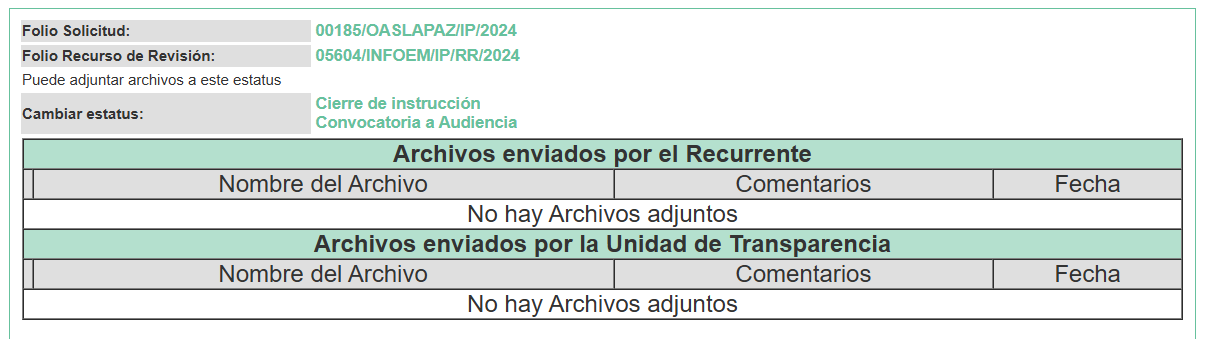 Folio Solicitud: 00185/OASLAPAZ/IP/2024
Folio Recurso de Revisión: 05604/INFOEM/IP/RR/2024
Puede adjuntar archivos a este estatus
Cambiar estatus: Cierre de instrucción
Convocatoria a Audiencia
Archivos enviados por el Recurrente
Nombre del Archivo Comentarios Fecha
No hay Archivos adjuntos
Archivos enviados por la Unidad de Transparencia
Nombre del Archivo Comentarios Fecha
No hay Archivos adjuntos